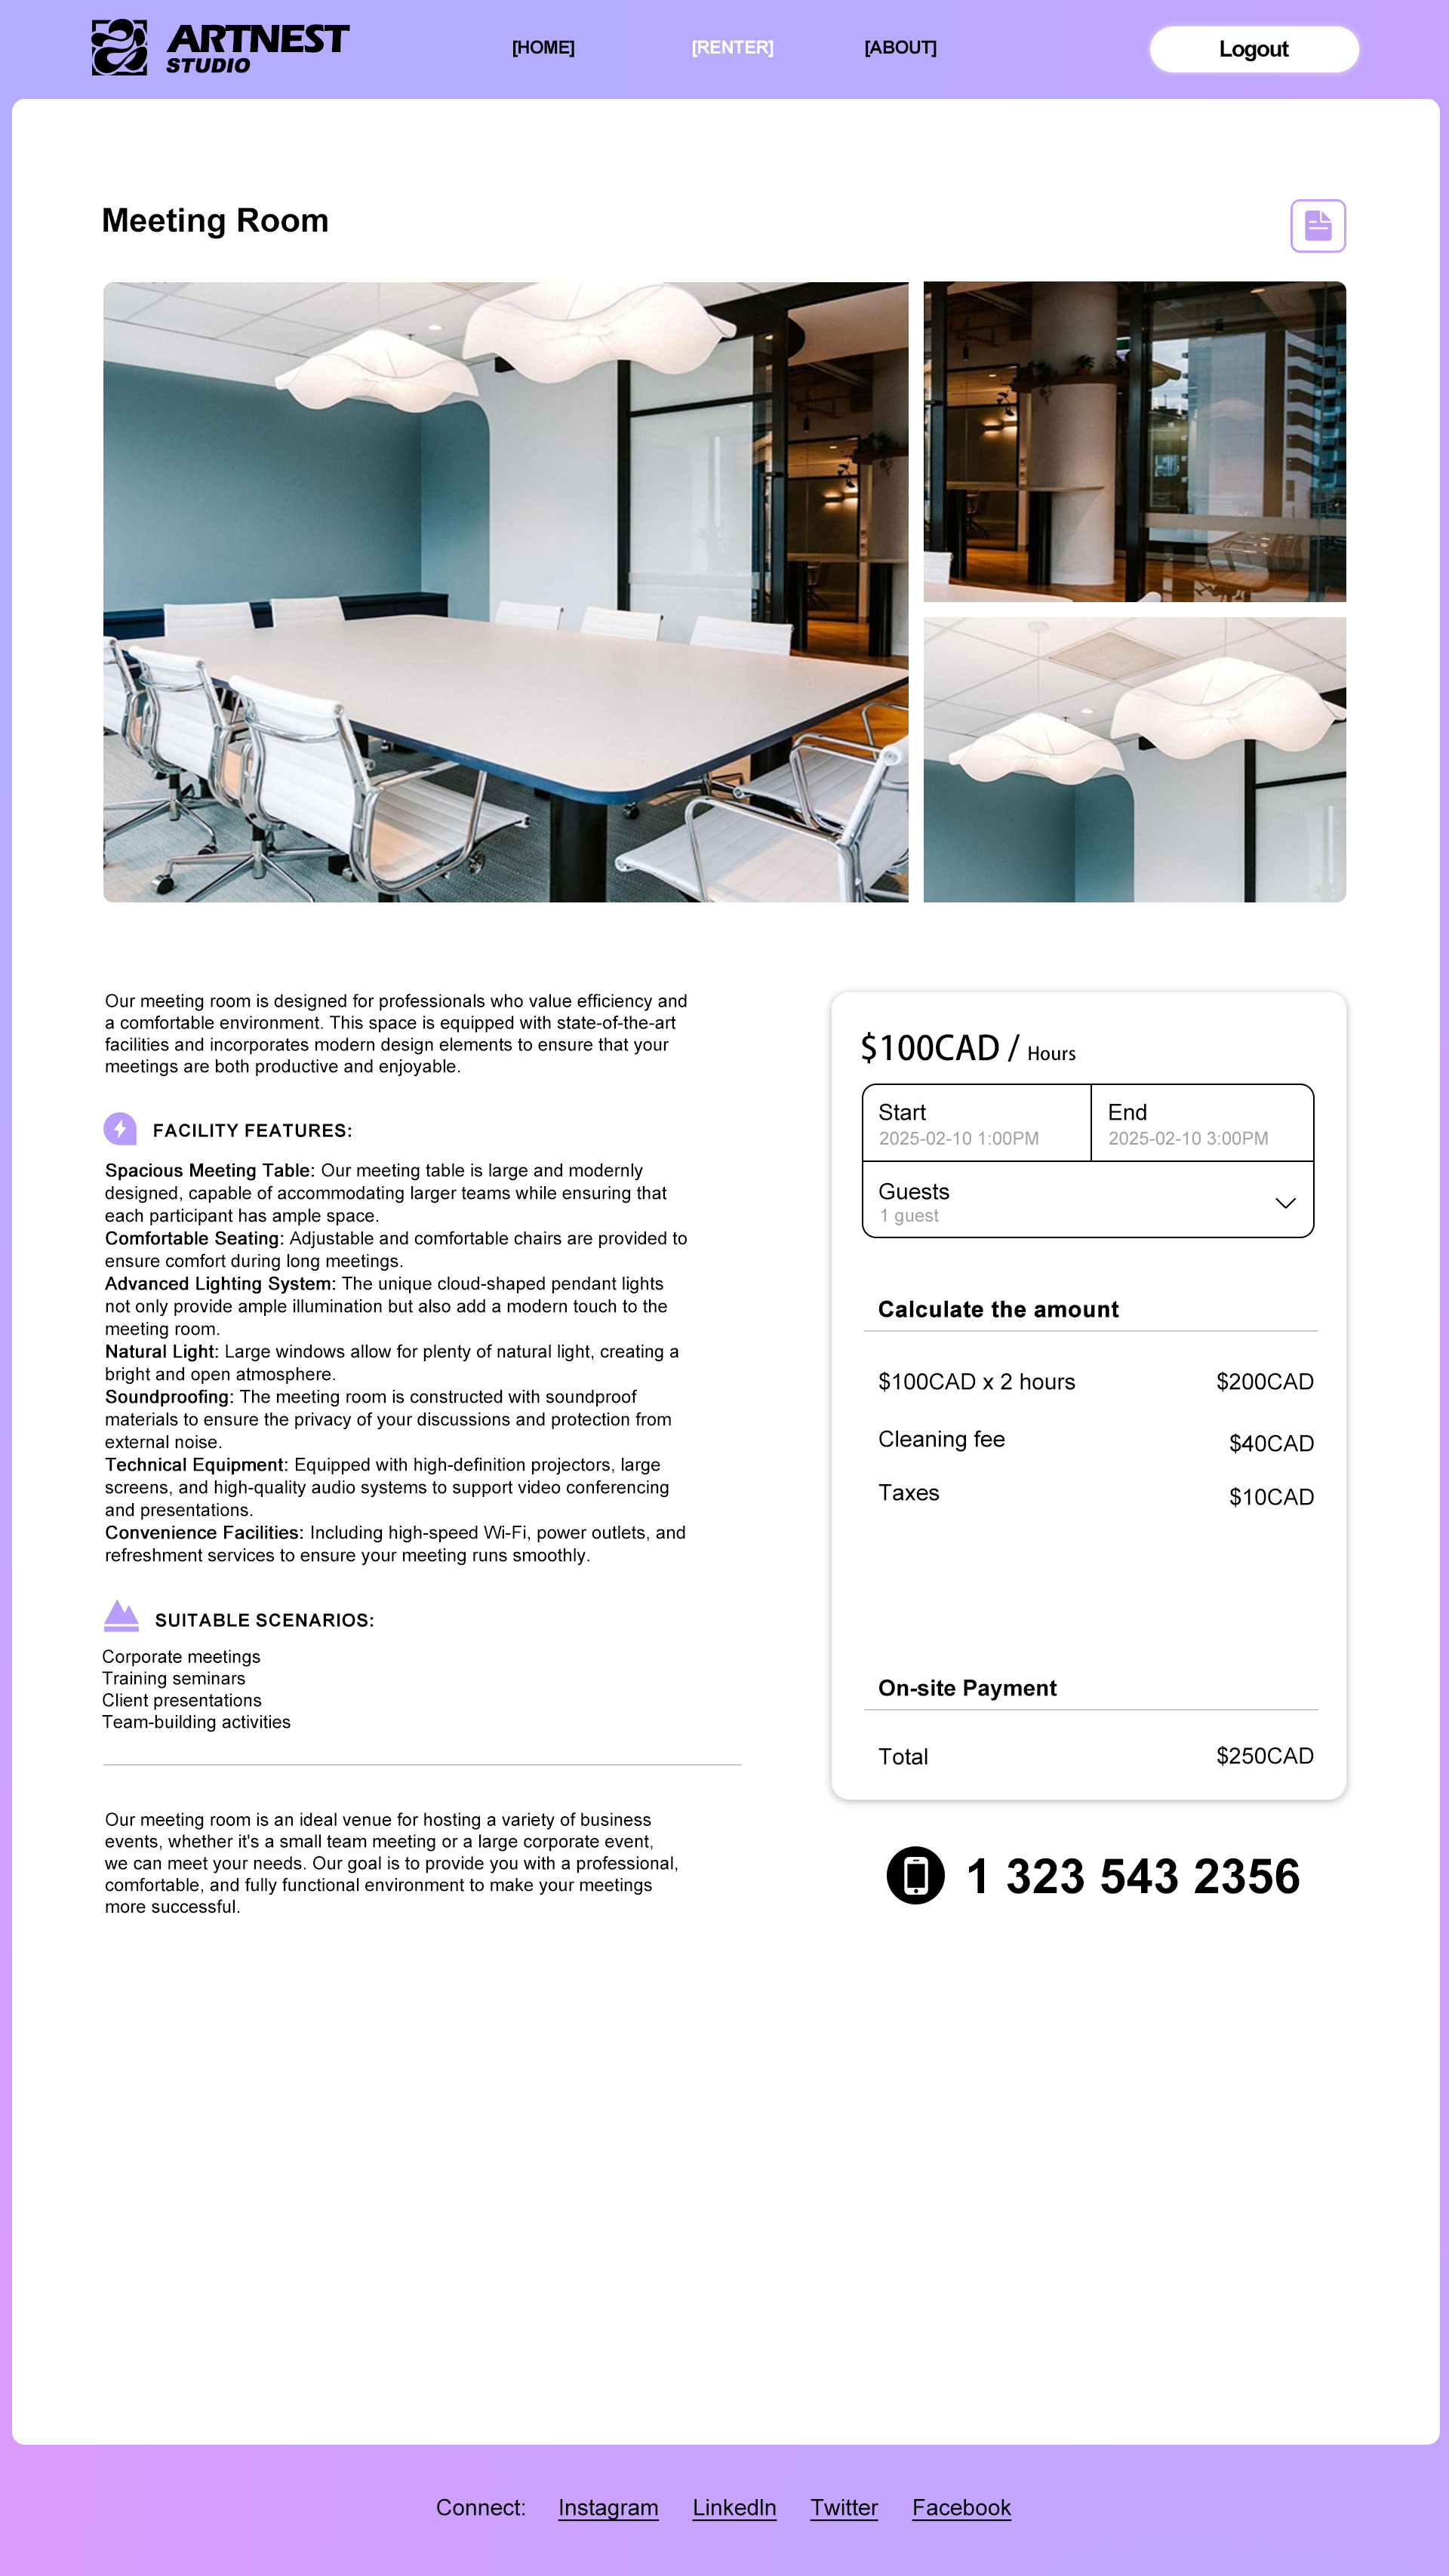 ARTNEST
STUDIO
[HOME]
[RENTER]
[ABOUT]
Logout
Meeting Room
Our meeting room is designed for professionals who value efficiency and
a comfortable environment. This space is equipped with state-of-the-art
facilities and incorporates modern design elements to ensure that your
meetings are both productive and enjoyable.
FACILITY FEATURES:
Spacious Meeting Table: Our meeting table is large and modernly
designed, capable of accommodating larger teams while ensuring that
each participant has ample space.
Comfortable Seating: Adjustable and comfortable chairs are provided to
ensure comfort during long meetings.
Advanced Lighting System: The unique cloud-shaped pendant lights
not only provide ample illumination but also add a modern touch to the
meeting room.
Natural Light: Large windows allow for plenty of natural light, creating a
bright and open atmosphere.
Soundproofing: The meeting room is constructed with soundproof
materials to ensure the privacy of your discussions and protection from
external noise.
Technical Equipment: Equipped with high-definition projectors, large
screens, and high-quality audio systems to support video conferencing
and presentations.
Convenience Facilities: Including high-speed Wi-Fi, power outlets, and
refreshment services to ensure your meeting runs smoothly.
SUITABLE SCENARIOS:
Corporate meetings
Training seminars
Client presentations
Team-building activities
Our meeting room is an ideal venue for hosting a variety of business
events, whether it's a small team meeting or a large corporate event,
we can meet your needs. Our goal is to provide you with a professional,
comfortable, and fully functional environment to make your meetings
more successful.
$100CAD / Hours
Start
2025-02-10 1:00PM
End
2025-02-10 3:00PM
Guests
1 guest
Calculate the amount
$100CAD x 2 hours $200CAD
Cleaning fee $40CAD
Taxes $10CAD
On-site Payment
Total $250CAD
1 323 543 2356
Connect: Instagram LinkedIn Twitter Facebook